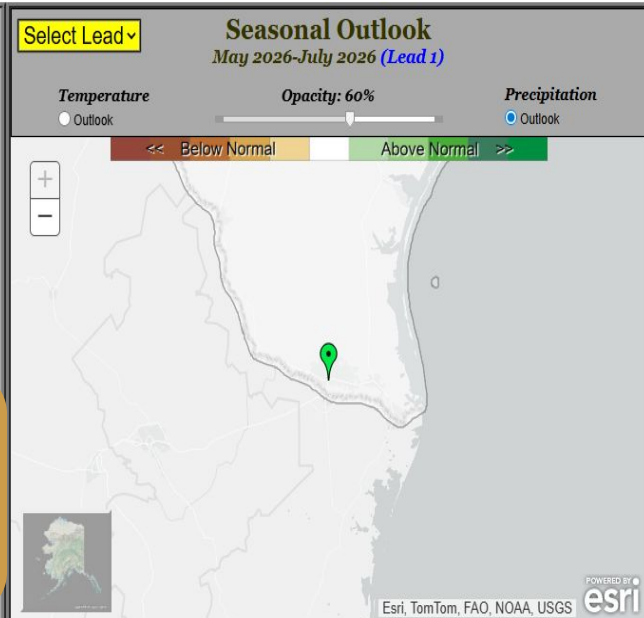 Select Lead
Seasonal Outlook
May 2026-July 2026 (Lead 1)
Temperature
Opacity: 60%
Precipitation
Outlook
Outlook
<< Below Normal
Above Normal >>
+
−
Esri, TomTom, FAO, NOAA, USGS
POWERED BY
esri